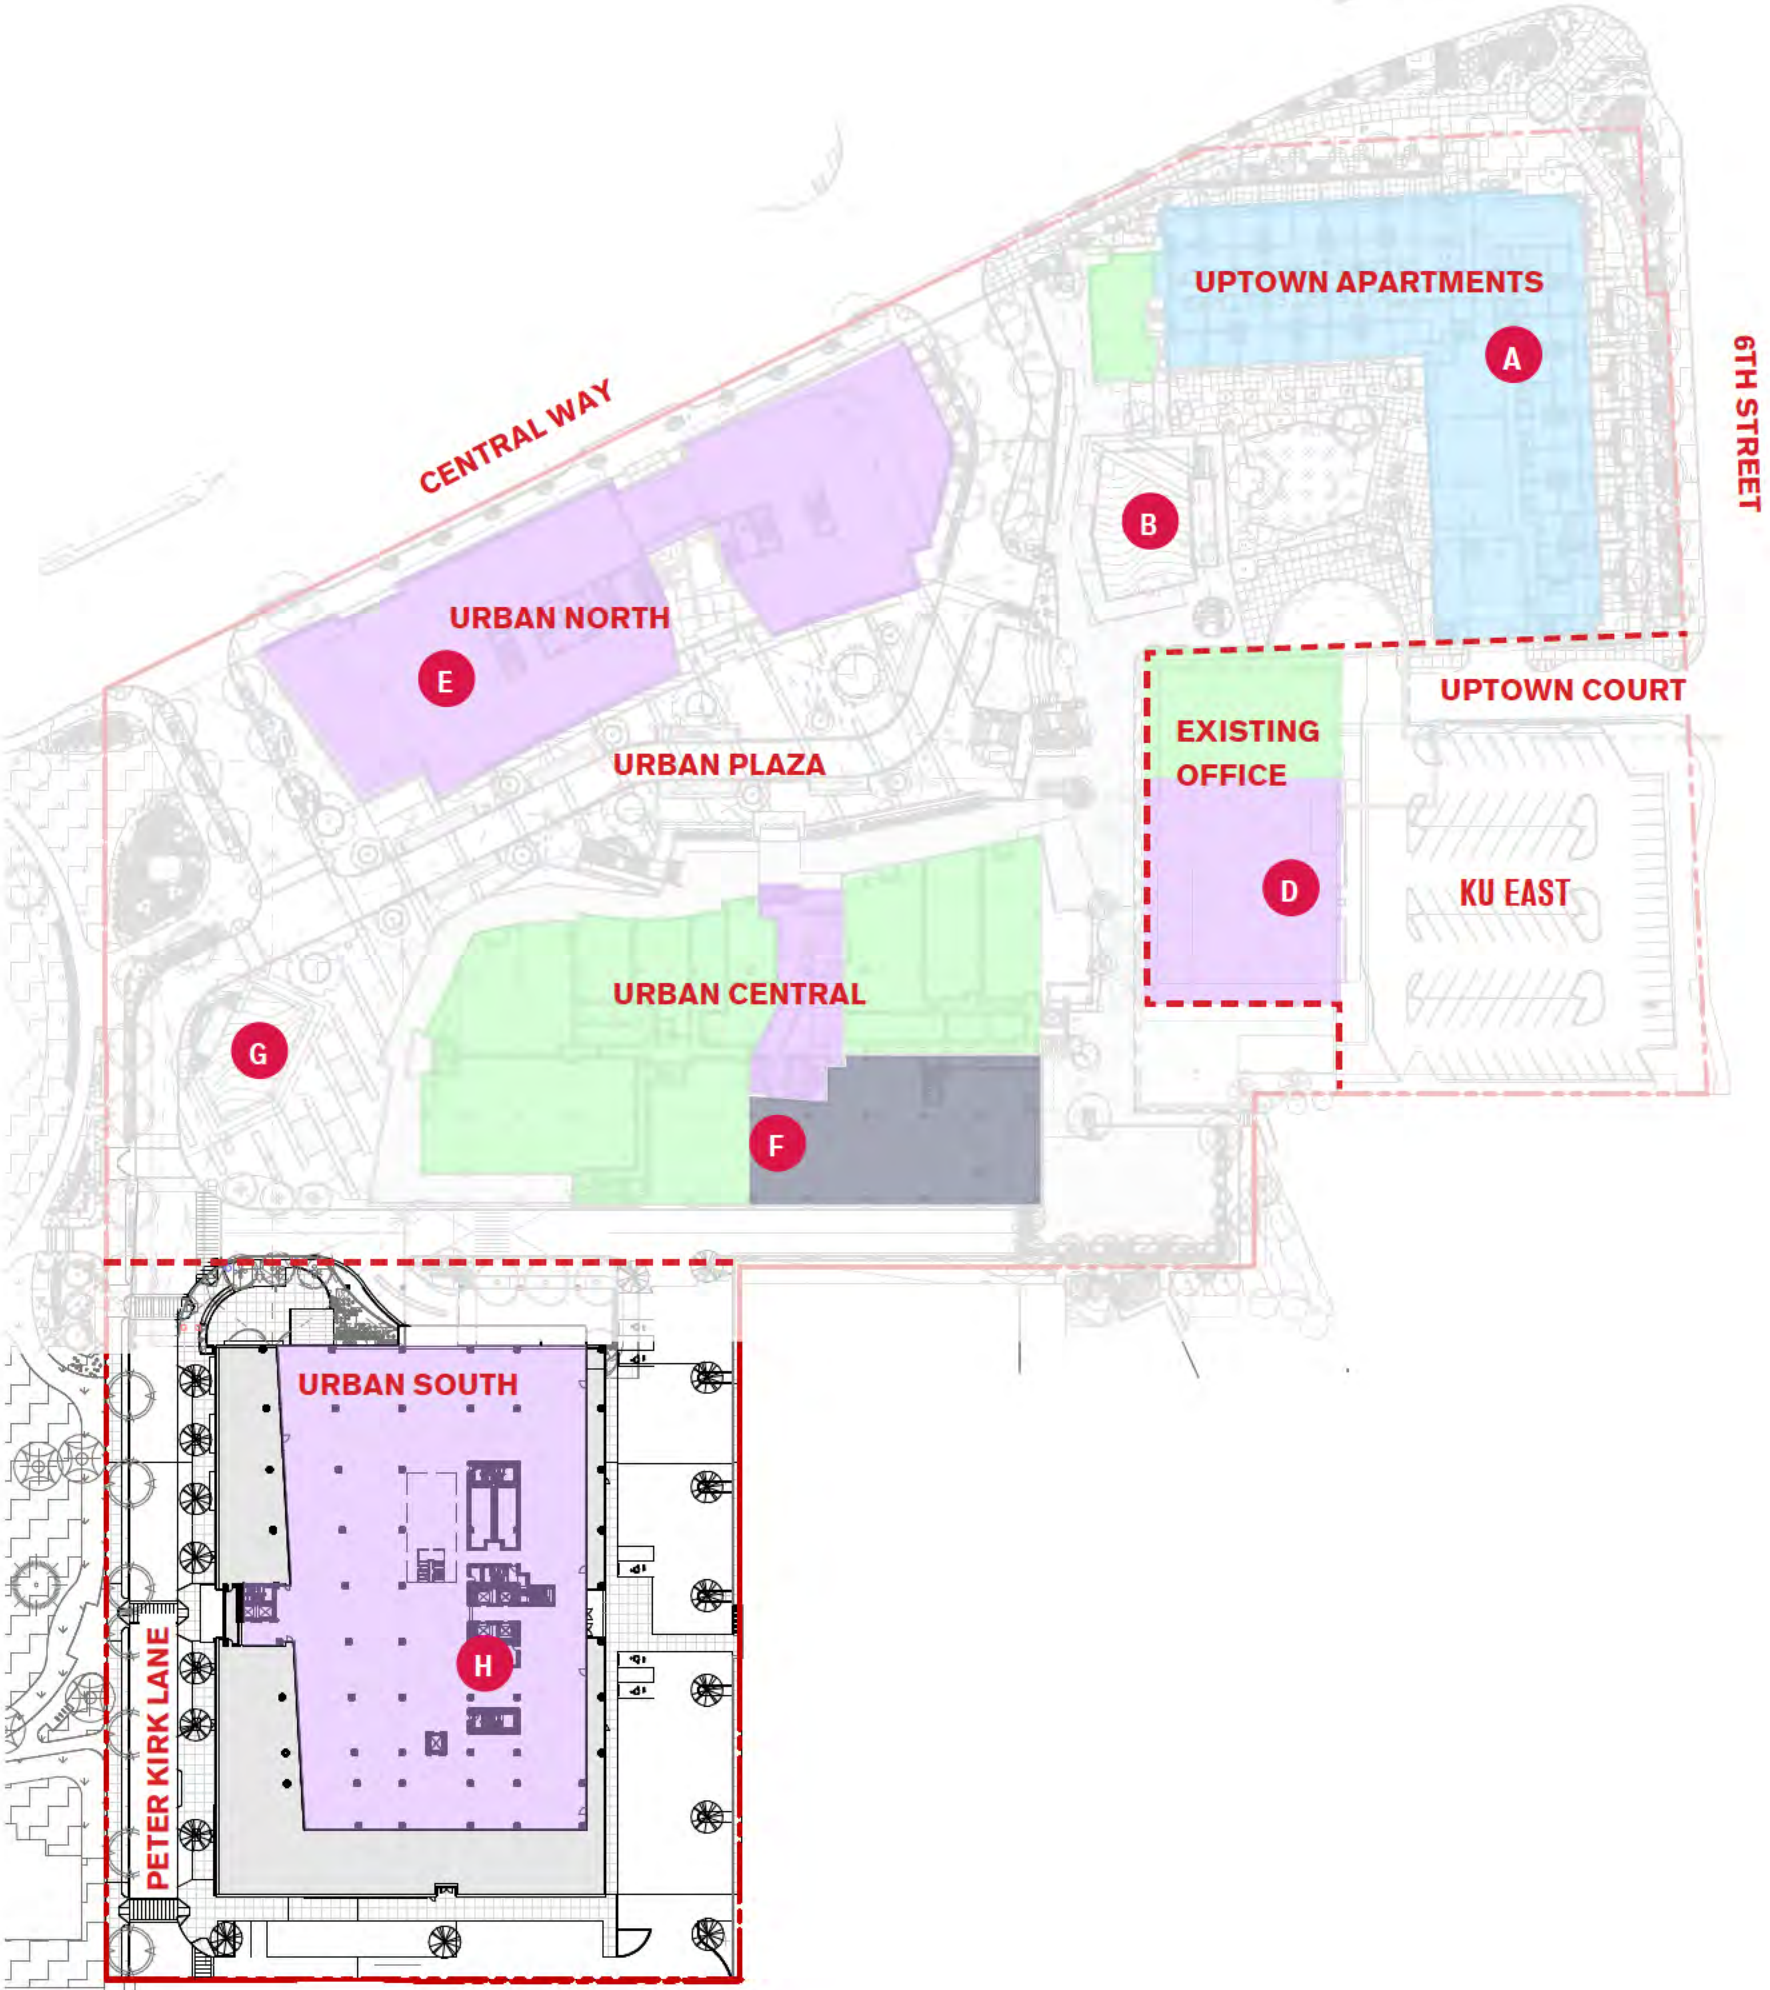 UPTOWN APARTMENTS
A
6TH STREET
CENTRAL WAY
B
URBAN NORTH
E
UPTOWN COURT
EXISTING
OFFICE
URBAN PLAZA
D
KU EAST
URBAN CENTRAL
G
F
URBAN SOUTH
H
PETER KIRK LANE